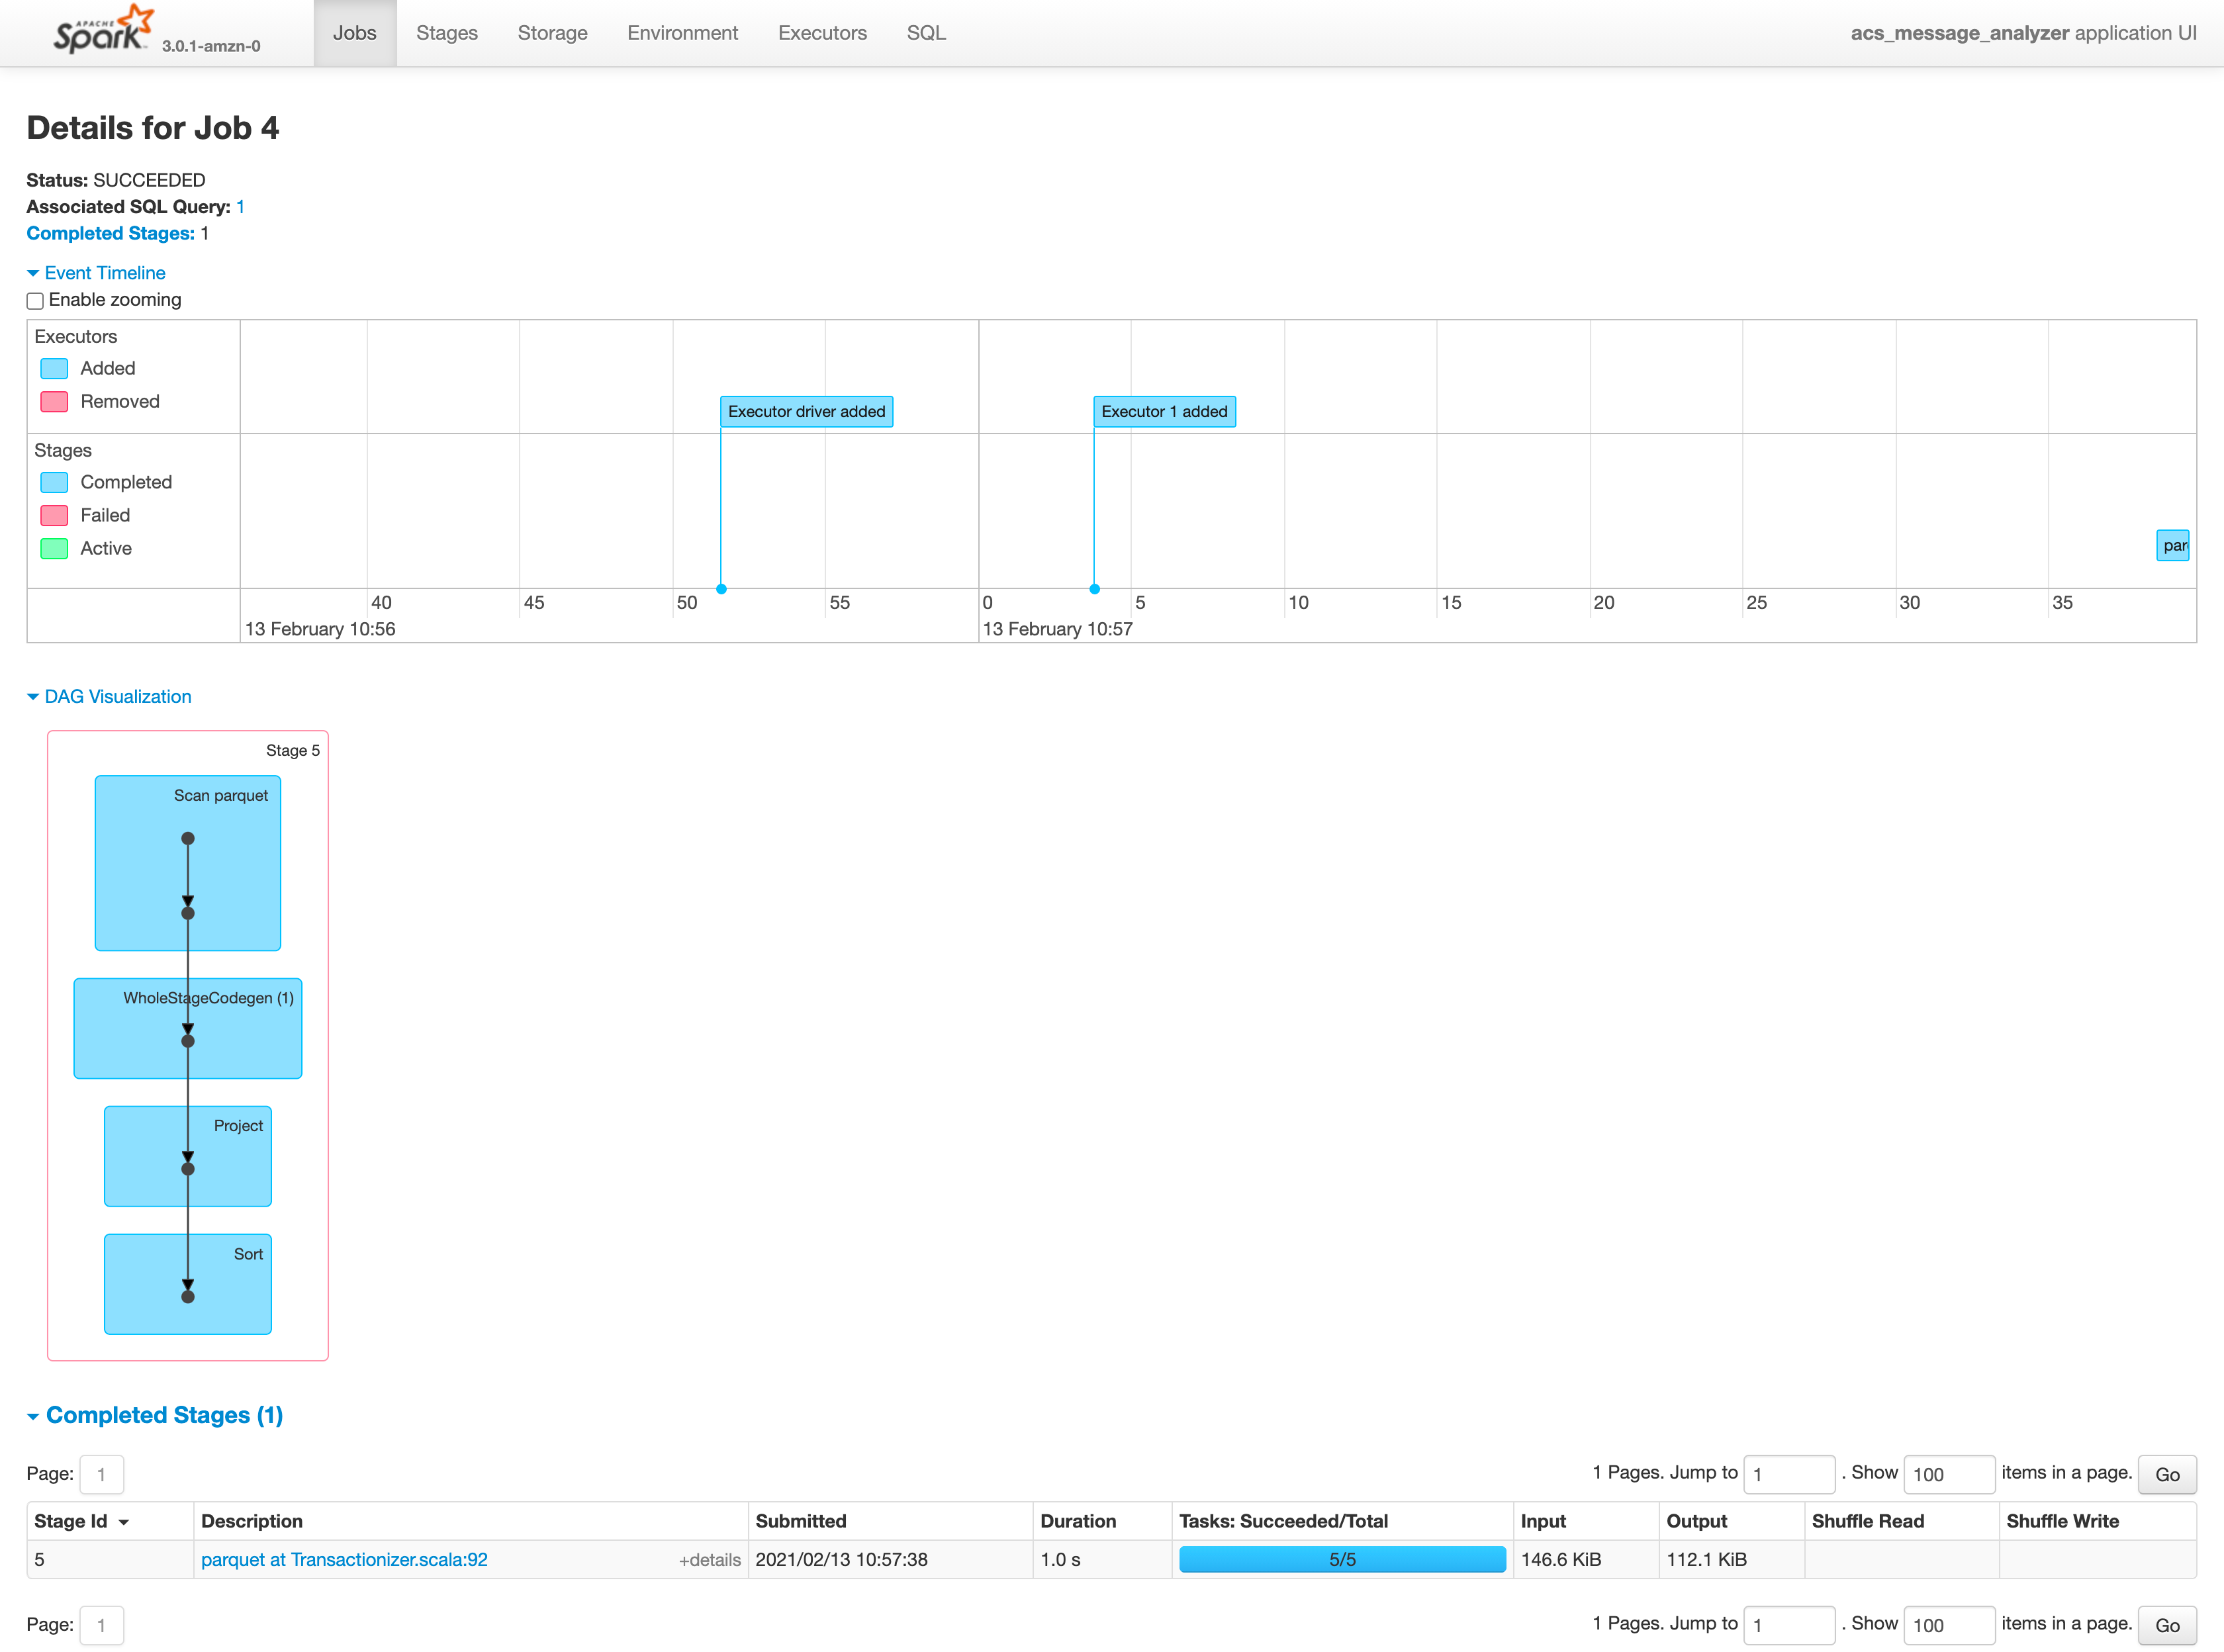 APACHE
Spark 3.0.1-amzn-0 Jobs Stages Storage Environment Executors SQL acs_message_analyzer application UI
Details for Job 4
Status: SUCCEEDED
Associated SQL Query: 1
Completed Stages: 1
Event Timeline
Enable zooming
Executors
Added
Removed
Executor driver added Executor 1 added
Stages
Completed
Failed
Active
40 45 50 55 0 5 10 15 20 25 30 35
13 February 10:56 13 February 10:57
DAG Visualization
Stage 5
Scan parquet
WholeStageCodegen (1)
Project
Sort
Completed Stages (1)
Page: 1 1 Pages. Jump to 1 . Show 100 items in a page. Go
Stage Id Description Submitted Duration Tasks: Succeeded/Total Input Output Shuffle Read Shuffle Write
5 parquet at Transactionizer.scala:92 +details 2021/02/13 10:57:38 1.0 s 5/5 146.6 KiB 112.1 KiB
Page: 1 1 Pages. Jump to 1 . Show 100 items in a page. Go